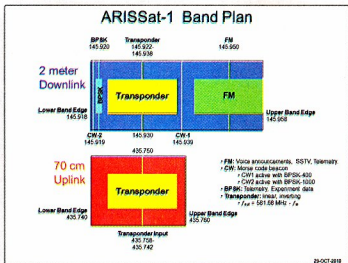 ARISSat-1 Band Plan
BPSK
145.920
Transponder
145.922-
145.938
FM
145.950
2 meter
Downlink
BPSK
Transponder
FM
Lower Band Edge
145.918
Upper Band Edge
145.958
CW-2
145.919
145.930
CW-1
145.939
70 cm
Uplink
435.750
Transponder
Lower Band Edge
435.740
Upper Band Edge
435.760
Transponder Input
435.758-
435.742
FM: Voice announcements, SSTV, Telemetry
CW: Morse code beacon
CW1 active with BPSK-400
CW2 active with BPSK-1000
BPSK: Telemetry, Experiment data
Transponder: linear, inverting
29-OCT-2010